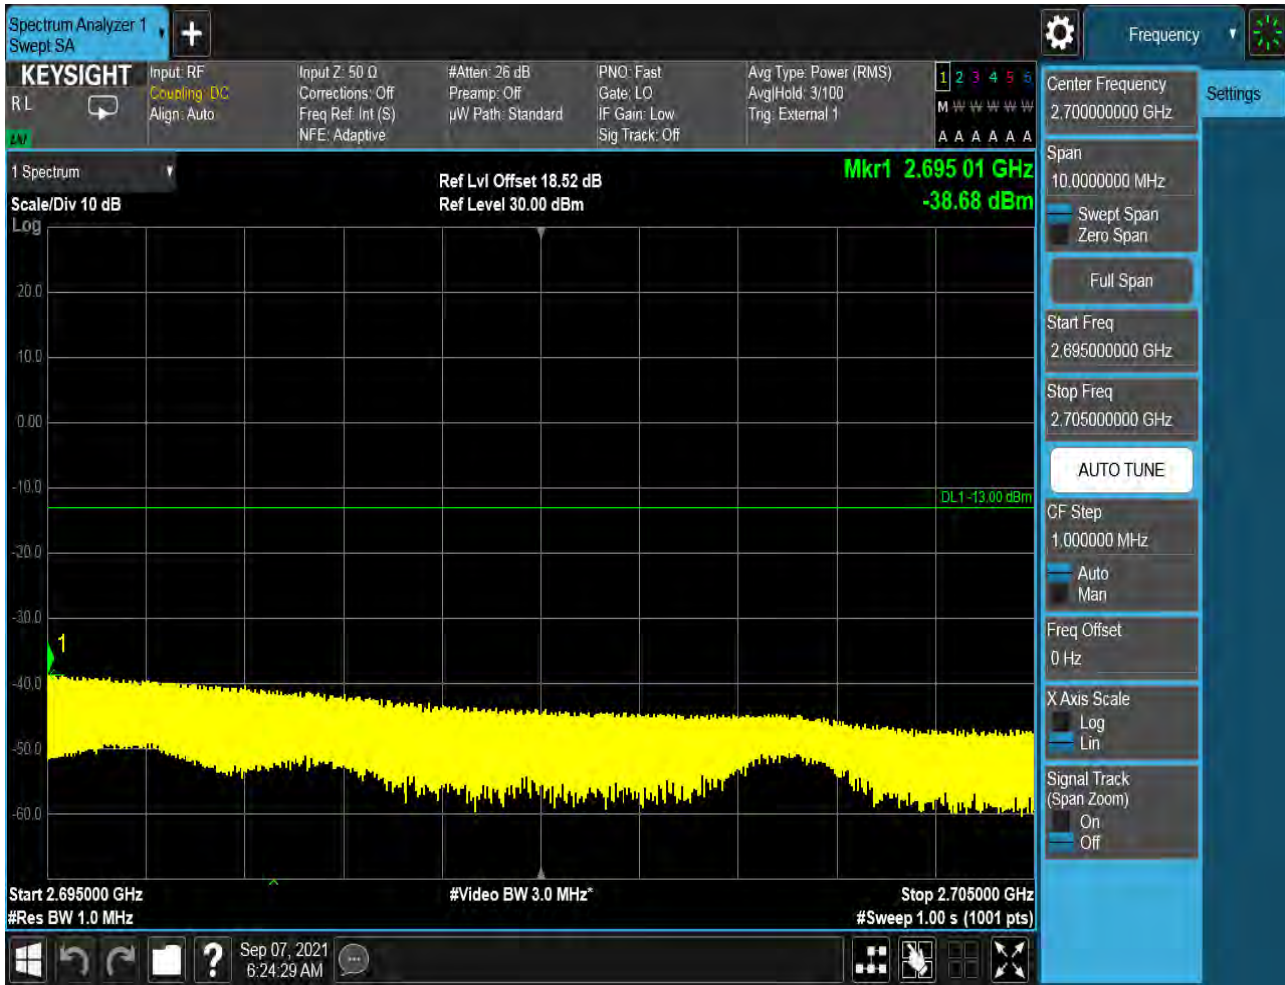 Spectrum Analyzer 1
Swept SA
Frequency
KEYSIGHT
R L
LNI
Input: RF
Coupling: DC
Align: Auto
Input Z: 50 Ω
Corrections: Off
Freq Ref: Int (S)
NFE: Adaptive
#Atten: 26 dB
Preamp: Off
µW Path: Standard
PNO: Fast
Gate: LO
IF Gain: Low
Sig Track: Off
Avg Type: Power (RMS)
Avg|Hold: 3/100
Trig: External 1
1 2 3 4 5 6
M W W W W W
A A A A A A
1 Spectrum
Scale/Div 10 dB
Log
Ref Lvl Offset 18.52 dB
Ref Level 30.00 dBm
Mkr1 2.695 01 GHz
-38.68 dBm
20.0
10.0
0.00
-10.0
DL1 -13.00 dBm
-20.0
-30.0
1
-40.0
-50.0
-60.0
Start 2.695000 GHz
#Res BW 1.0 MHz
#Video BW 3.0 MHz*
Stop 2.705000 GHz
#Sweep 1.00 s (1001 pts)
Sep 07, 2021
6:24:29 AM
Center Frequency
2.700000000 GHz
Settings
Span
10.0000000 MHz
Swept Span
Zero Span
Full Span
Start Freq
2.695000000 GHz
Stop Freq
2.705000000 GHz
AUTO TUNE
CF Step
1.000000 MHz
Auto
Man
Freq Offset
0 Hz
X Axis Scale
Log
Lin
Signal Track
(Span Zoom)
On
Off